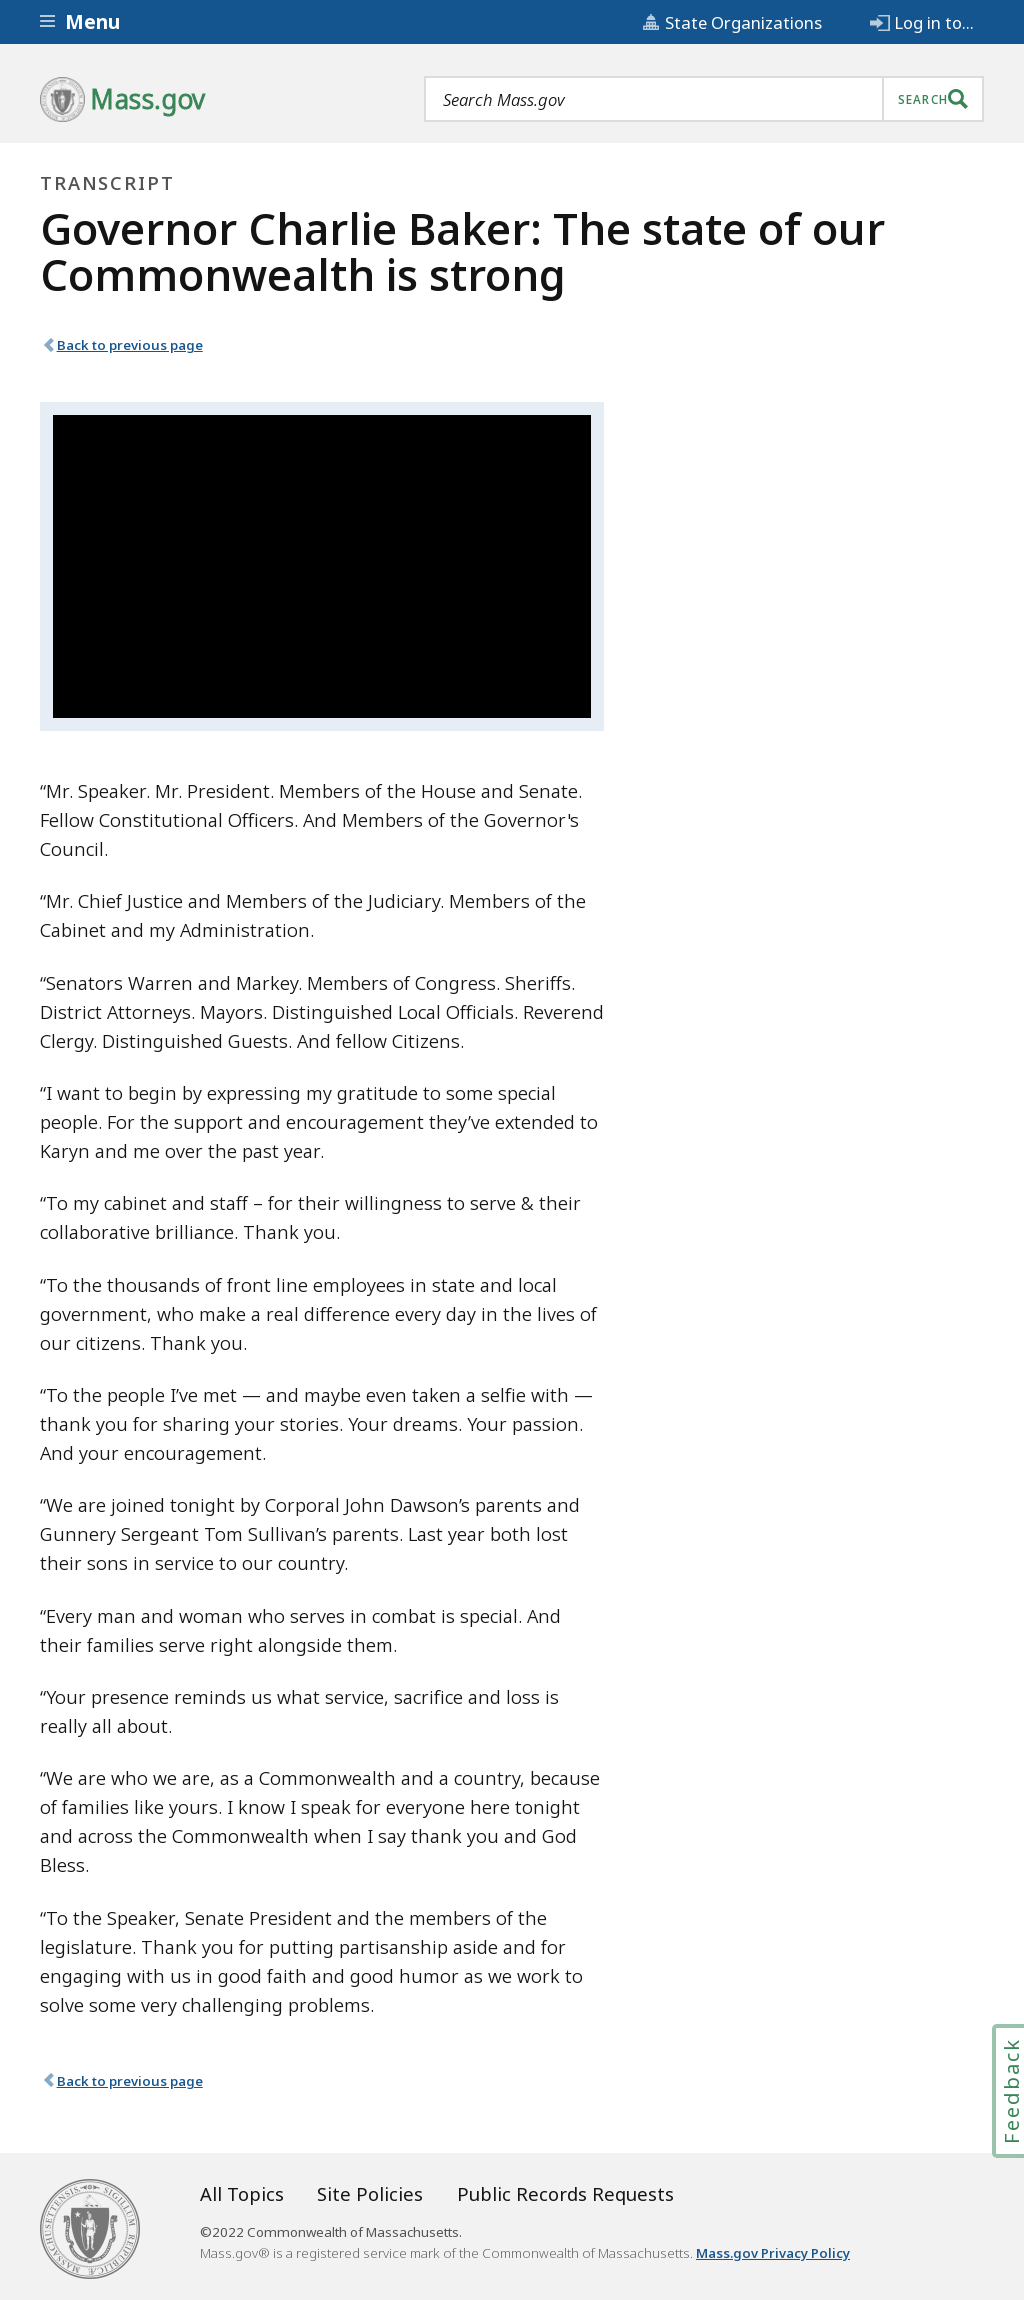 Menu
State Organizations
Log in to...
Mass.gov
Search Mass.gov
SEARCH
TRANSCRIPT
Governor Charlie Baker: The state of our
Commonwealth is strong
Back to previous page
“Mr. Speaker. Mr. President. Members of the House and Senate.
Fellow Constitutional Officers. And Members of the Governor's
Council.
“Mr. Chief Justice and Members of the Judiciary. Members of the
Cabinet and my Administration.
“Senators Warren and Markey. Members of Congress. Sheriffs.
District Attorneys. Mayors. Distinguished Local Officials. Reverend
Clergy. Distinguished Guests. And fellow Citizens.
“I want to begin by expressing my gratitude to some special
people. For the support and encouragement they’ve extended to
Karyn and me over the past year.
“To my cabinet and staff – for their willingness to serve & their
collaborative brilliance. Thank you.
“To the thousands of front line employees in state and local
government, who make a real difference every day in the lives of
our citizens. Thank you.
“To the people I’ve met — and maybe even taken a selfie with —
thank you for sharing your stories. Your dreams. Your passion.
And your encouragement.
“We are joined tonight by Corporal John Dawson’s parents and
Gunnery Sergeant Tom Sullivan’s parents. Last year both lost
their sons in service to our country.
“Every man and woman who serves in combat is special. And
their families serve right alongside them.
“Your presence reminds us what service, sacrifice and loss is
really all about.
“We are who we are, as a Commonwealth and a country, because
of families like yours. I know I speak for everyone here tonight
and across the Commonwealth when I say thank you and God
Bless.
“To the Speaker, Senate President and the members of the
legislature. Thank you for putting partisanship aside and for
engaging with us in good faith and good humor as we work to
solve some very challenging problems.
Back to previous page
Feedback
All Topics
Site Policies
Public Records Requests
©2022 Commonwealth of Massachusetts.
Mass.gov® is a registered service mark of the Commonwealth of Massachusetts. Mass.gov Privacy Policy